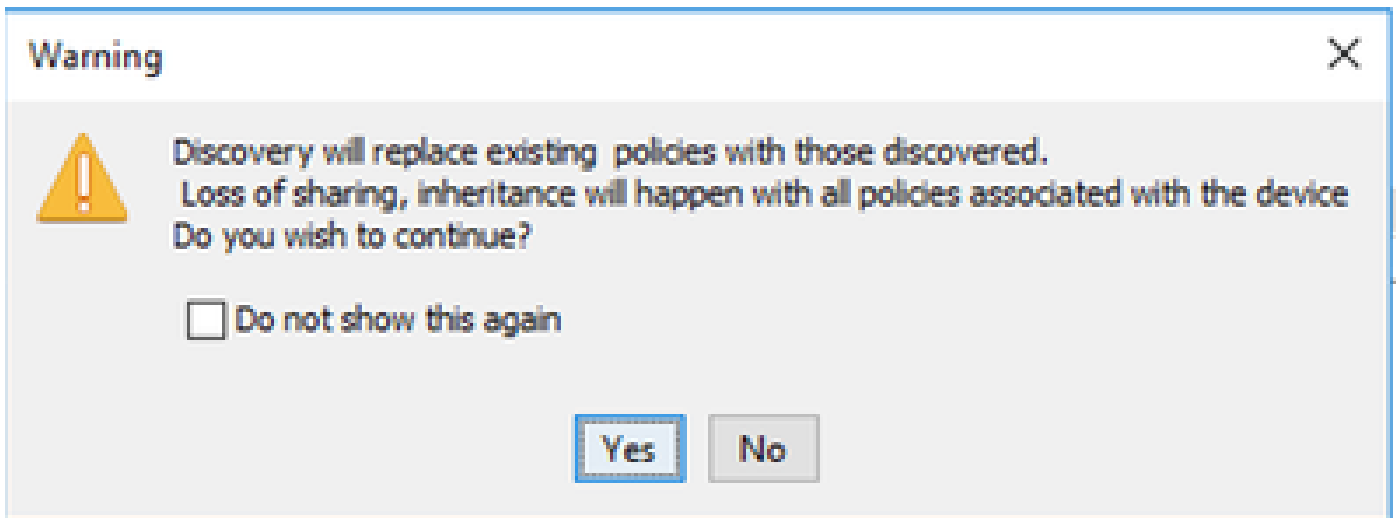 Warning
Discovery will replace existing policies with those discovered.
Loss of sharing, inheritance will happen with all policies associated with the device
Do you wish to continue?
Do not show this again
Yes
No